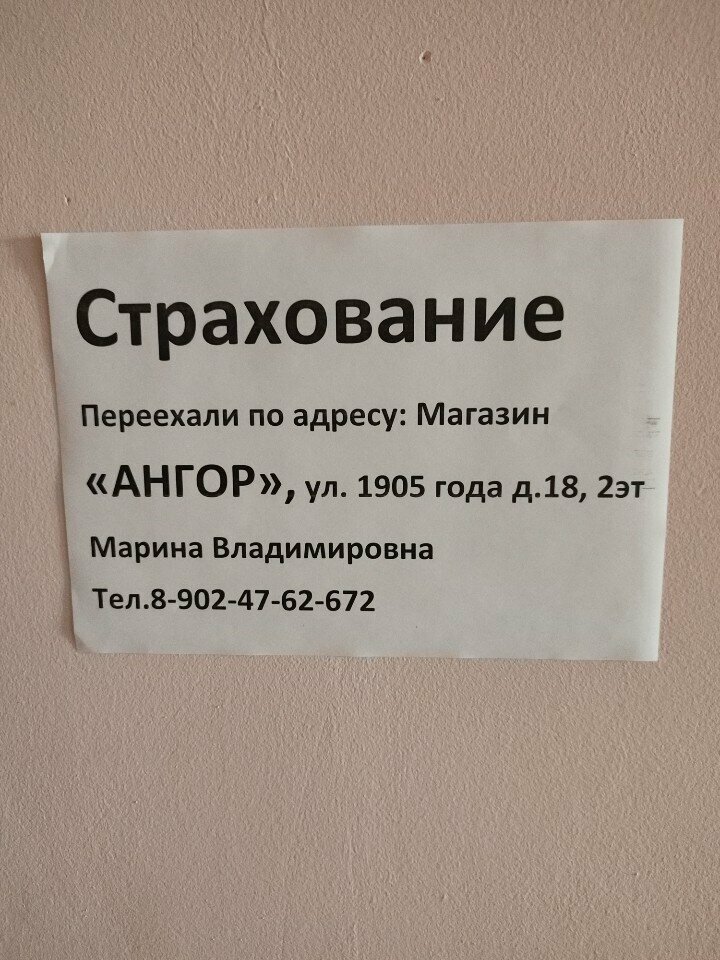 Страхование
Переехали по адресу: Магазин
«АНГОР», ул. 1905 года д.18, 2эт
Марина Владимировна
Тел.8-902-47-62-672